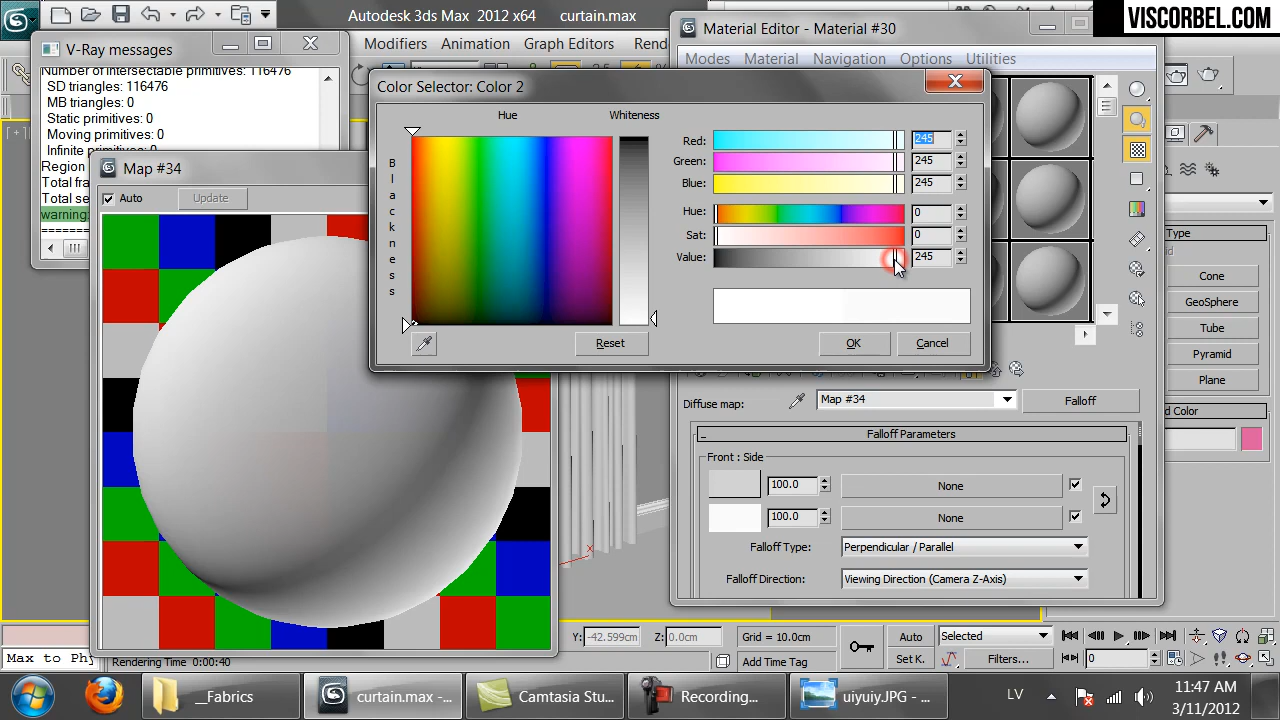 Autodesk 3ds Max 2012 x64 curtain.max
VISCORBEL.COM
Modifiers Animation Graph Editors Rend
V-Ray messages
Number of intersectable primitives: 116476
SD triangles: 116476
MB triangles: 0
Static primitives: 0
Moving primitives: 0
Infinite primitives: 0
Region
Total fra
Total se
warning:
Material Editor - Material #30
Modes Material Navigation Options Utilities
Color Selector: Color 2
Hue Whiteness
Blackness
Red: 245
Green: 245
Blue: 245
Hue: 0
Sat: 0
Value: 245
Reset OK Cancel
Map #34
Auto Update
Diffuse map: Map #34 Falloff
- Falloff Parameters
Front : Side
100.0 None
100.0 None
Falloff Type: Perpendicular / Parallel
Falloff Direction: Viewing Direction (Camera Z-Axis)
Type
Cone
GeoSphere
Tube
Pyramid
Plane
d Color
x
Y: -42.599cm Z: 0.0cm Grid = 10.0cm Auto Selected
Max to Phy Rendering Time 0:00:40 Add Time Tag Set K. Filters... 0
__Fabrics curtain.max -... Camtasia Stu... Recording... uiyuiy.JPG - ... LV 11:47 AM
3/11/2012